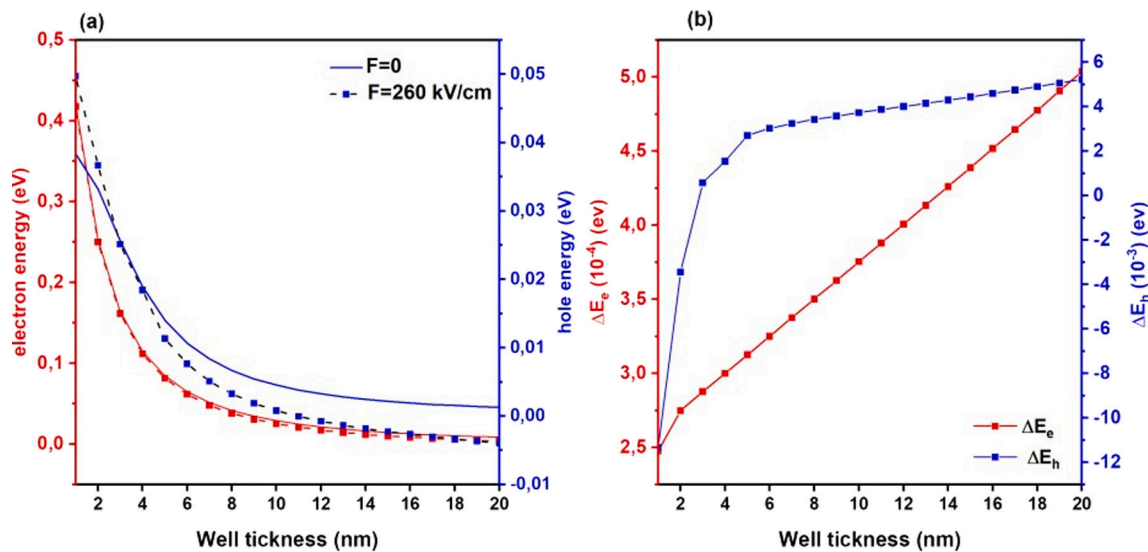 (a)
0,5
0,4
0,3
0,2
0,1
0,0
electron energy (eV)
F=0
F=260 kV/cm
0,05
0,04
0,03
0,02
0,01
0,00
-0,01
hole energy (eV)
2 4 6 8 10 12 14 16 18 20
Well tickness (nm)
(b)
5,0
4,5
4,0
3,5
3,0
2,5
ΔEe (10-4) (ev)
ΔEe
ΔEh
6
4
2
0
-2
-4
-6
-8
-10
-12
ΔEh (10-3) (ev)
2 4 6 8 10 12 14 16 18 20
Well tickness (nm)